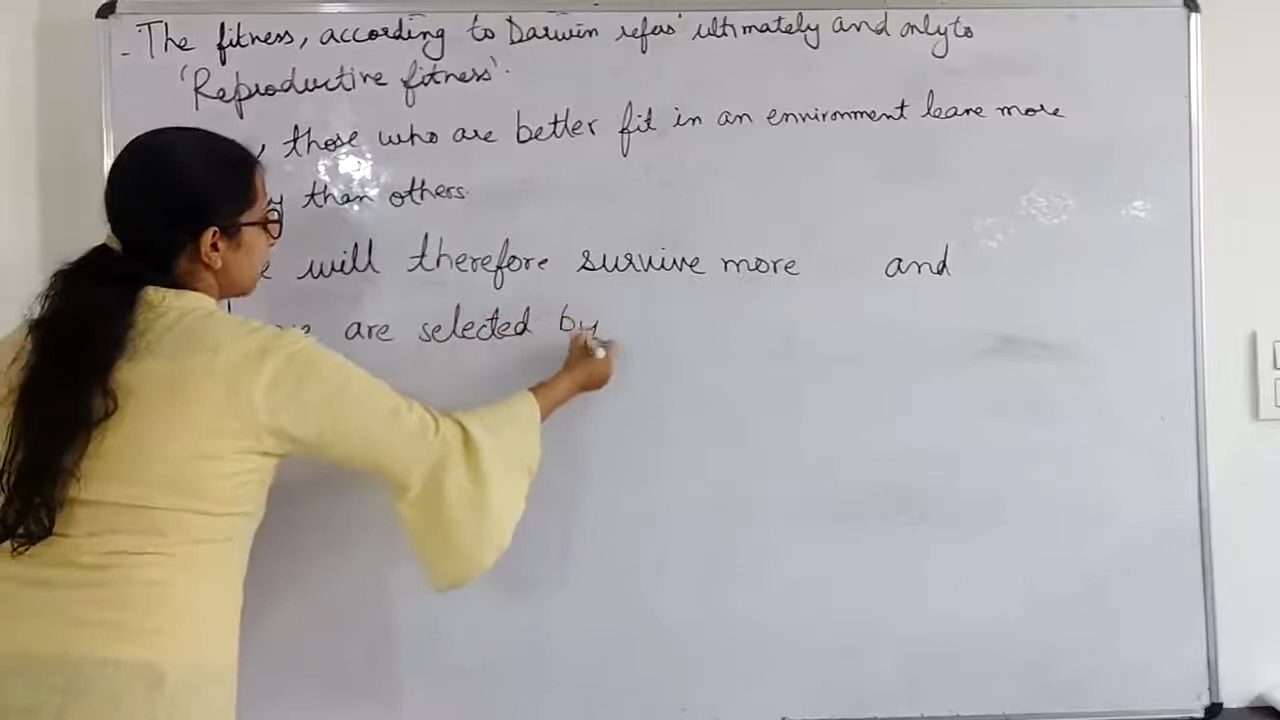 - The fitness, according to Darwin refers ultimately and only to
'Reproductive fitness'.
, those who are better fit in an environment leave more
than others.
will therefore survive more and
are selected by